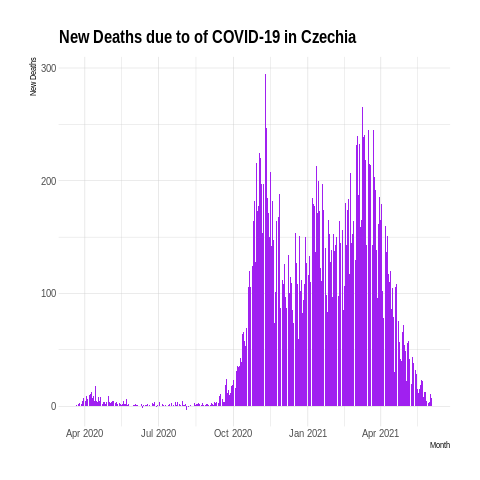 New Deaths due to of COVID-19 in Czechia
New Deaths
300
200
100
0
Apr 2020 Jul 2020 Oct 2020 Jan 2021 Apr 2021
Month